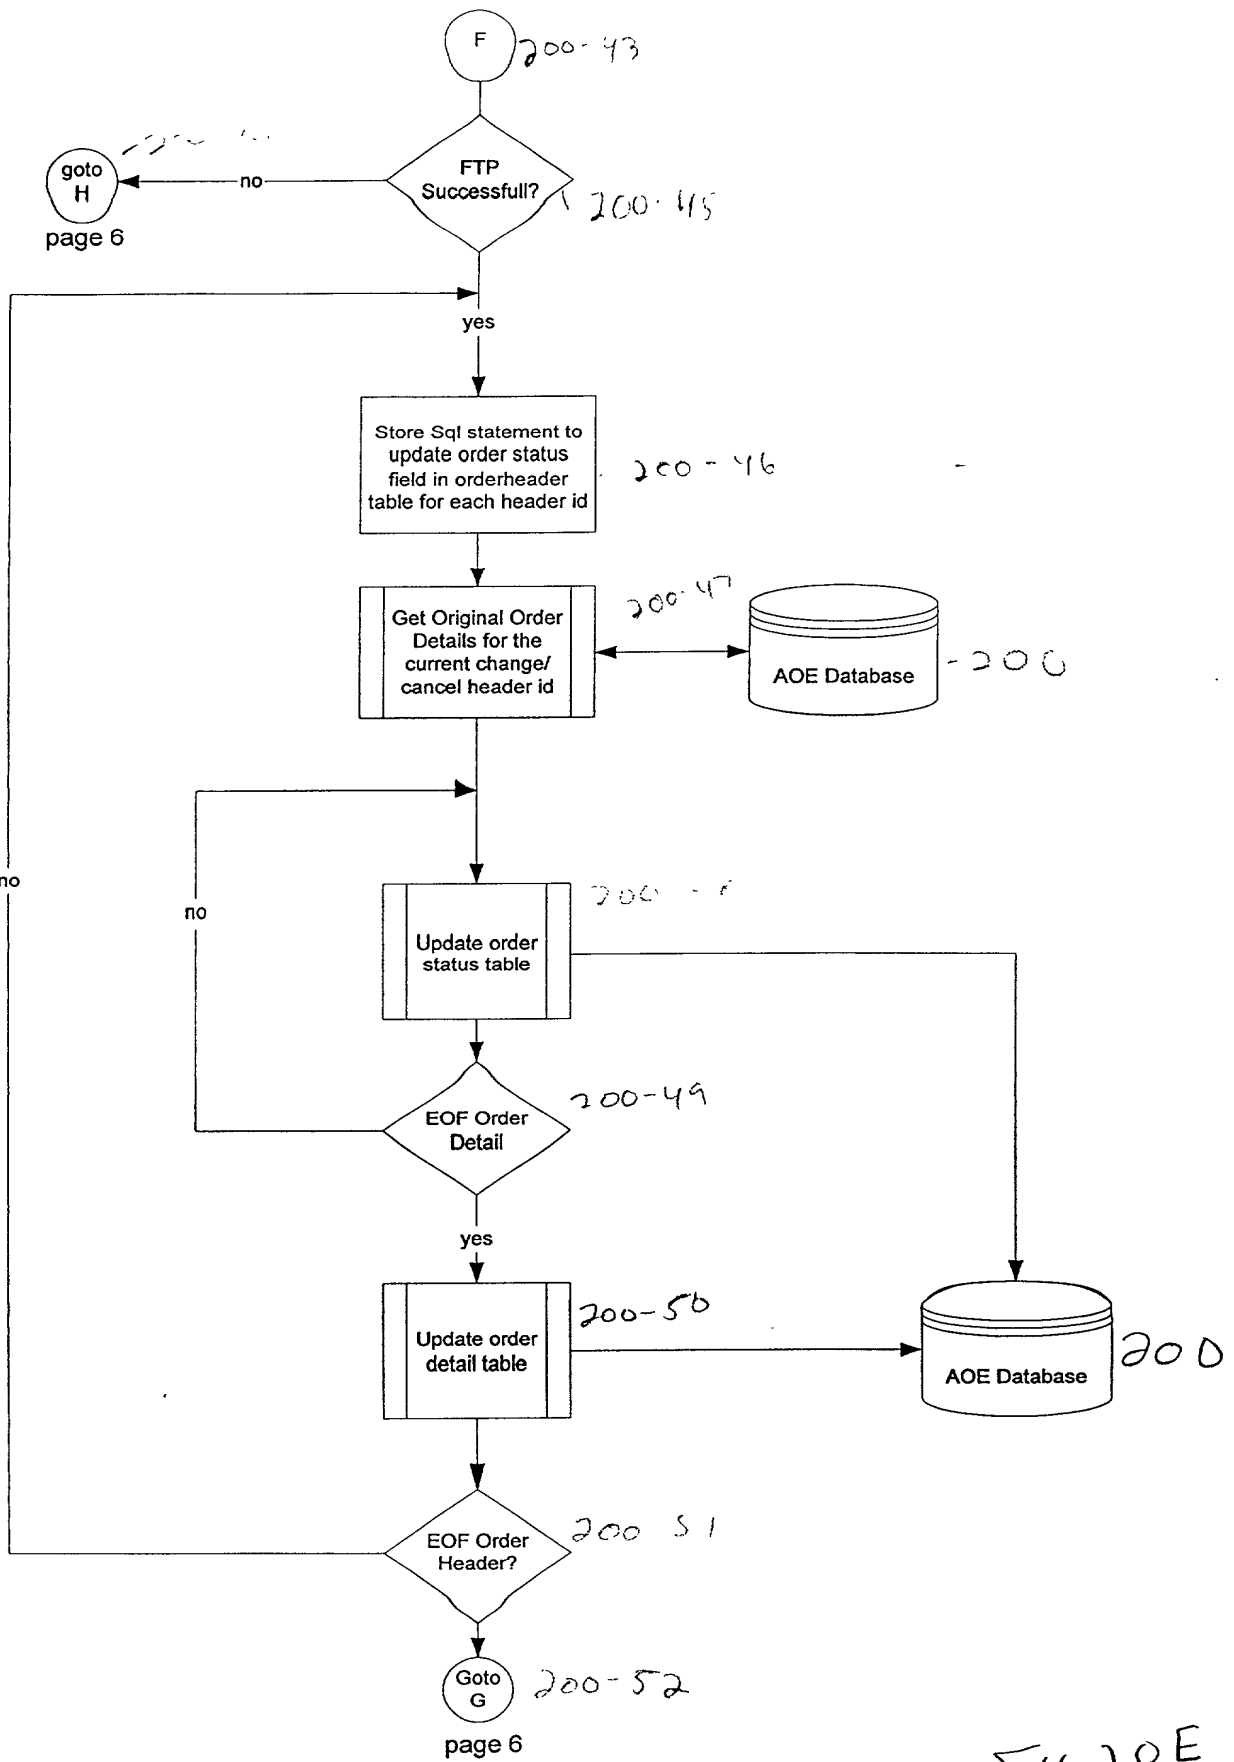 F
200-43
goto
H
page 6
no
FTP
Successfull?
200-45
yes
Store Sql statement to
update order status
field in orderheader
table for each header id
200-46
Get Original Order
Details for the
current change/
cancel header id
200-47
AOE Database
-200
no
no
Update order
status table
200
EOF Order
Detail
200-49
yes
Update order
detail table
200-50
AOE Database
200
EOF Order
Header?
200 51
Goto
G
200-52
page 6
20E